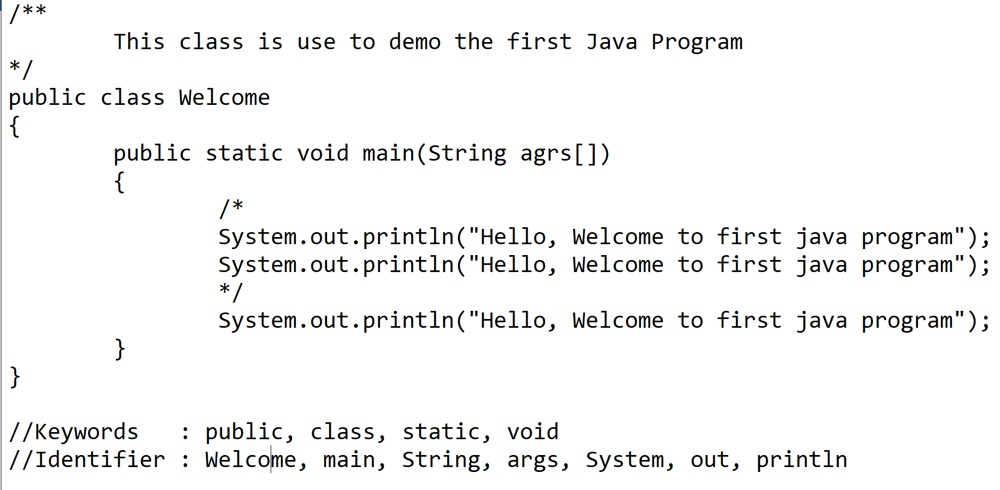 /**
This class is use to demo the first Java Program
*/
public class Welcome
{
public static void main(String agrs[])
{
/*
System.out.println("Hello, Welcome to first java program");
System.out.println("Hello, Welcome to first java program");
*/
System.out.println("Hello, Welcome to first java program");
}
}
//Keywords : public, class, static, void
//Identifier : Welcome, main, String, args, System, out, println